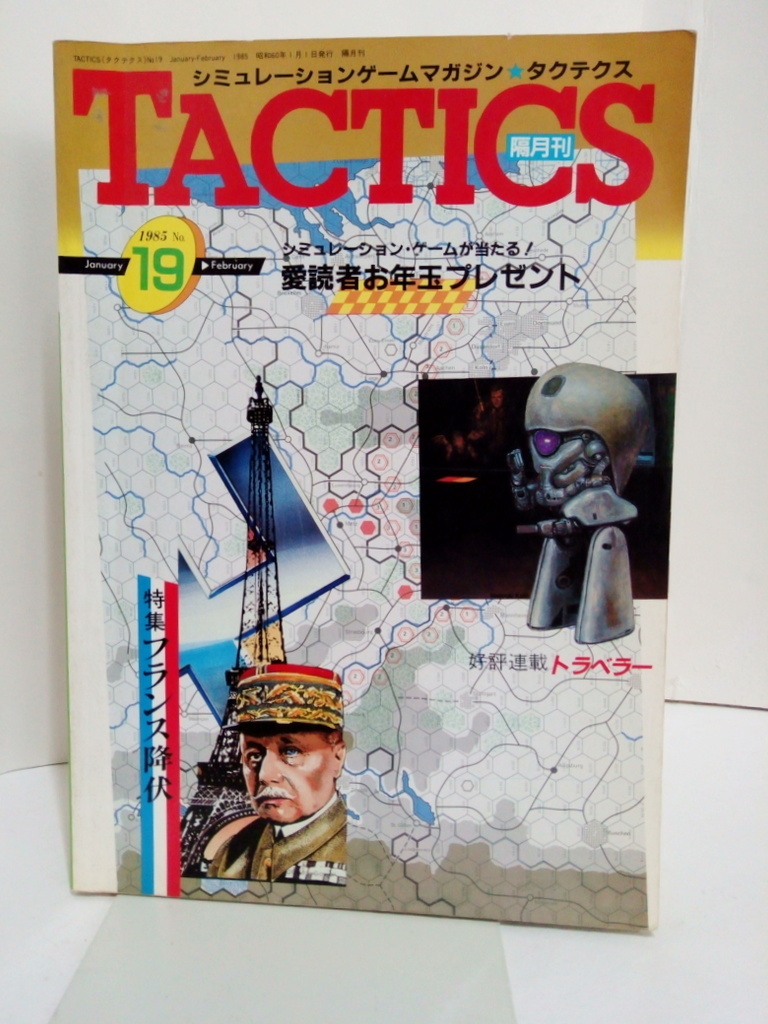 TACTICS(タクテクス)No.19 January-February 1985 昭和60年1月1日発行 隔月刊
シミュレーションゲームマガジン★タクテクス
TACTICS
隔月刊
1985 No.
19
January
▶February
シミュレーション・ゲームが当たる!
愛読者お年玉プレゼント
好評連載トラベラー
特集フランス降伏